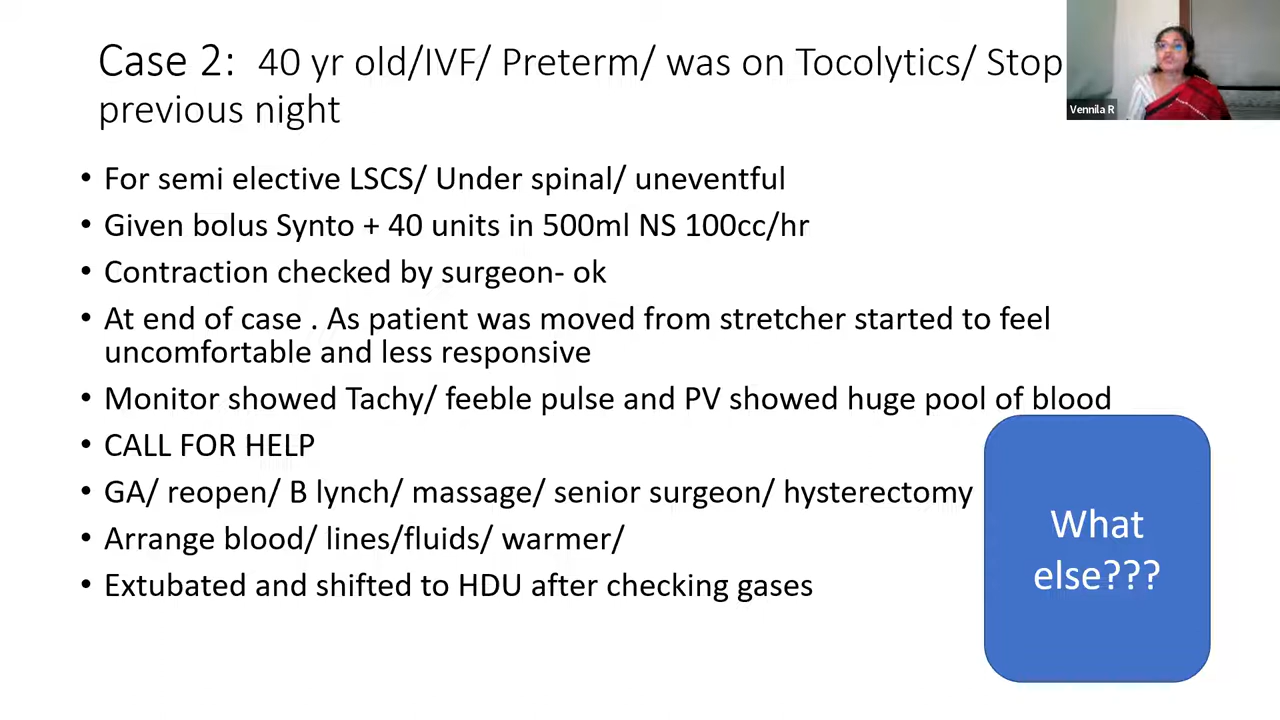 Case 2: 40 yr old/IVF/ Preterm/ was on Tocolytics/ Stop
previous night
Vennila R
• For semi elective LSCS/ Under spinal/ uneventful
• Given bolus Synto + 40 units in 500ml NS 100cc/hr
• Contraction checked by surgeon- ok
• At end of case . As patient was moved from stretcher started to feel
uncomfortable and less responsive
• Monitor showed Tachy/ feeble pulse and PV showed huge pool of blood
• CALL FOR HELP
• GA/ reopen/ B lynch/ massage/ senior surgeon/ hysterectomy
• Arrange blood/ lines/fluids/ warmer/
• Extubated and shifted to HDU after checking gases
What
else???